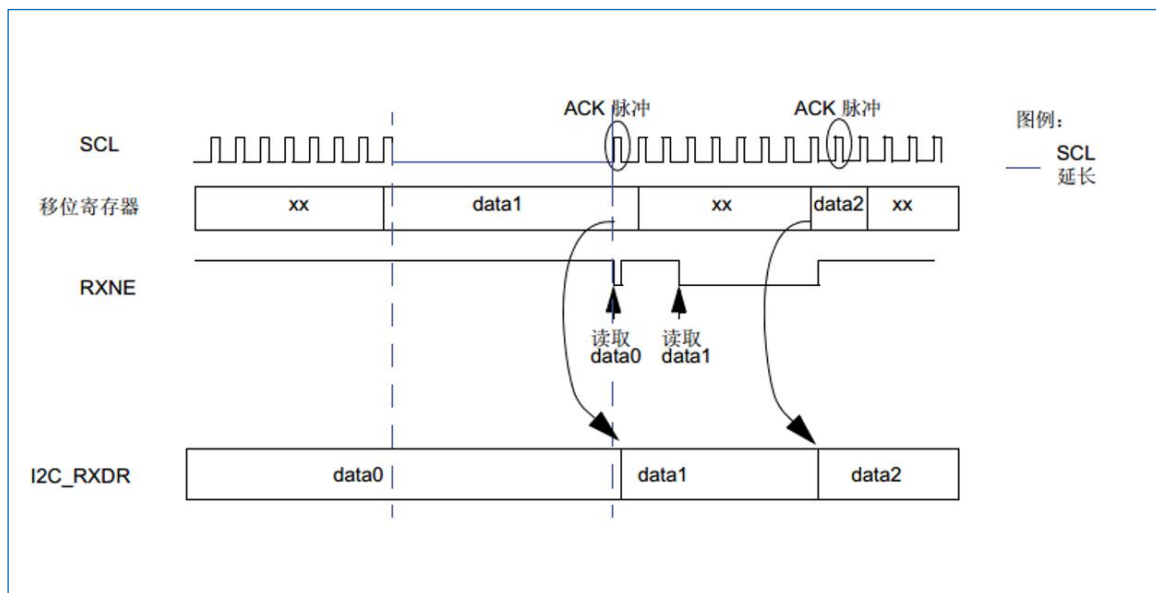 ACK 脉冲
ACK 脉冲
图例：
SCL
SCL
延长
移位寄存器
xx
data1
xx
data2
xx
RXNE
读取
data0
读取
data1
I2C_RXDR
data0
data1
data2